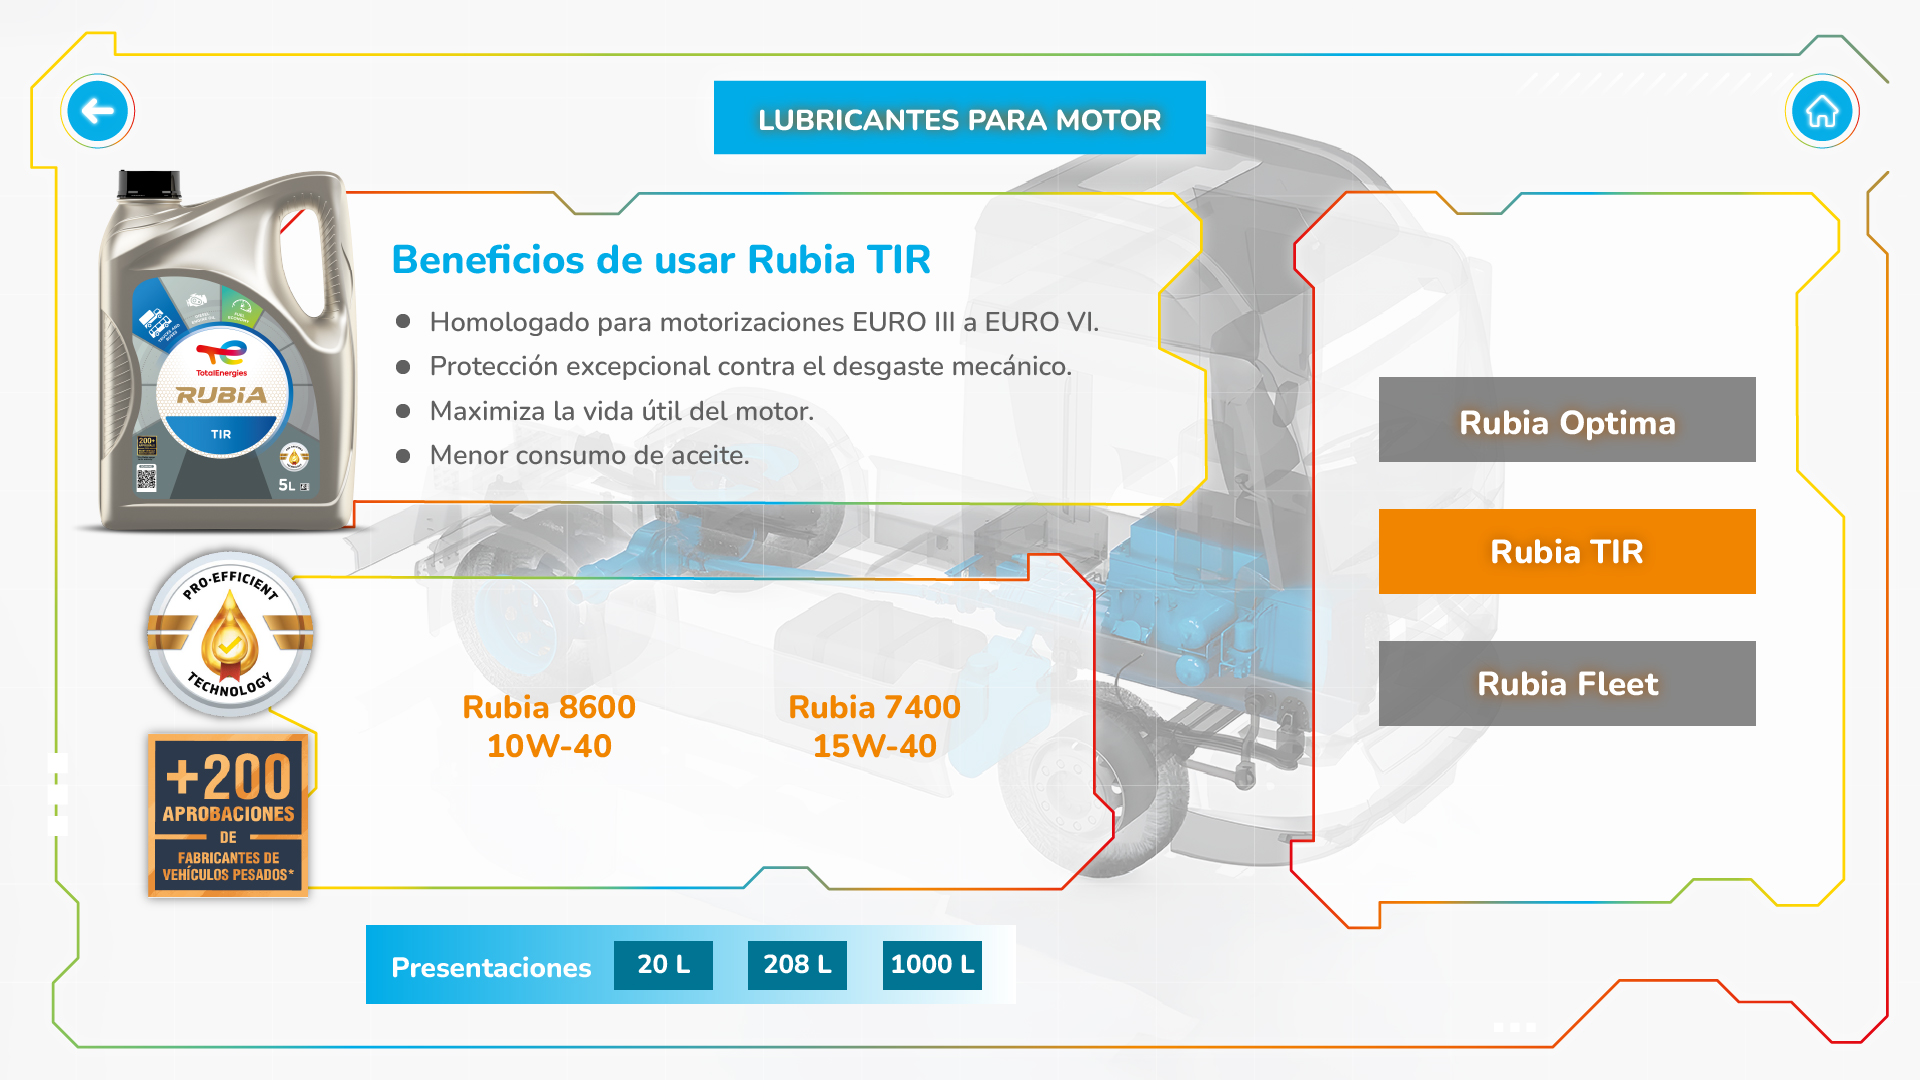 LUBRICANTES PARA MOTOR
Beneficios de usar Rubia TIR
Homologado para motorizaciones EURO III a EURO VI.
Protección excepcional contra el desgaste mecánico.
Maximiza la vida útil del motor.
Menor consumo de aceite.
TotalEnergies
RUBiA
TIR
200+
5L
PRO-EFFICIENT
TECHNOLOGY
+200
APROBACIONES
DE
FABRICANTES DE
VEHÍCULOS PESADOS*
Rubia 8600
10W-40
Rubia 7400
15W-40
Presentaciones
20 L
208 L
1000 L
Rubia Optima
Rubia TIR
Rubia Fleet